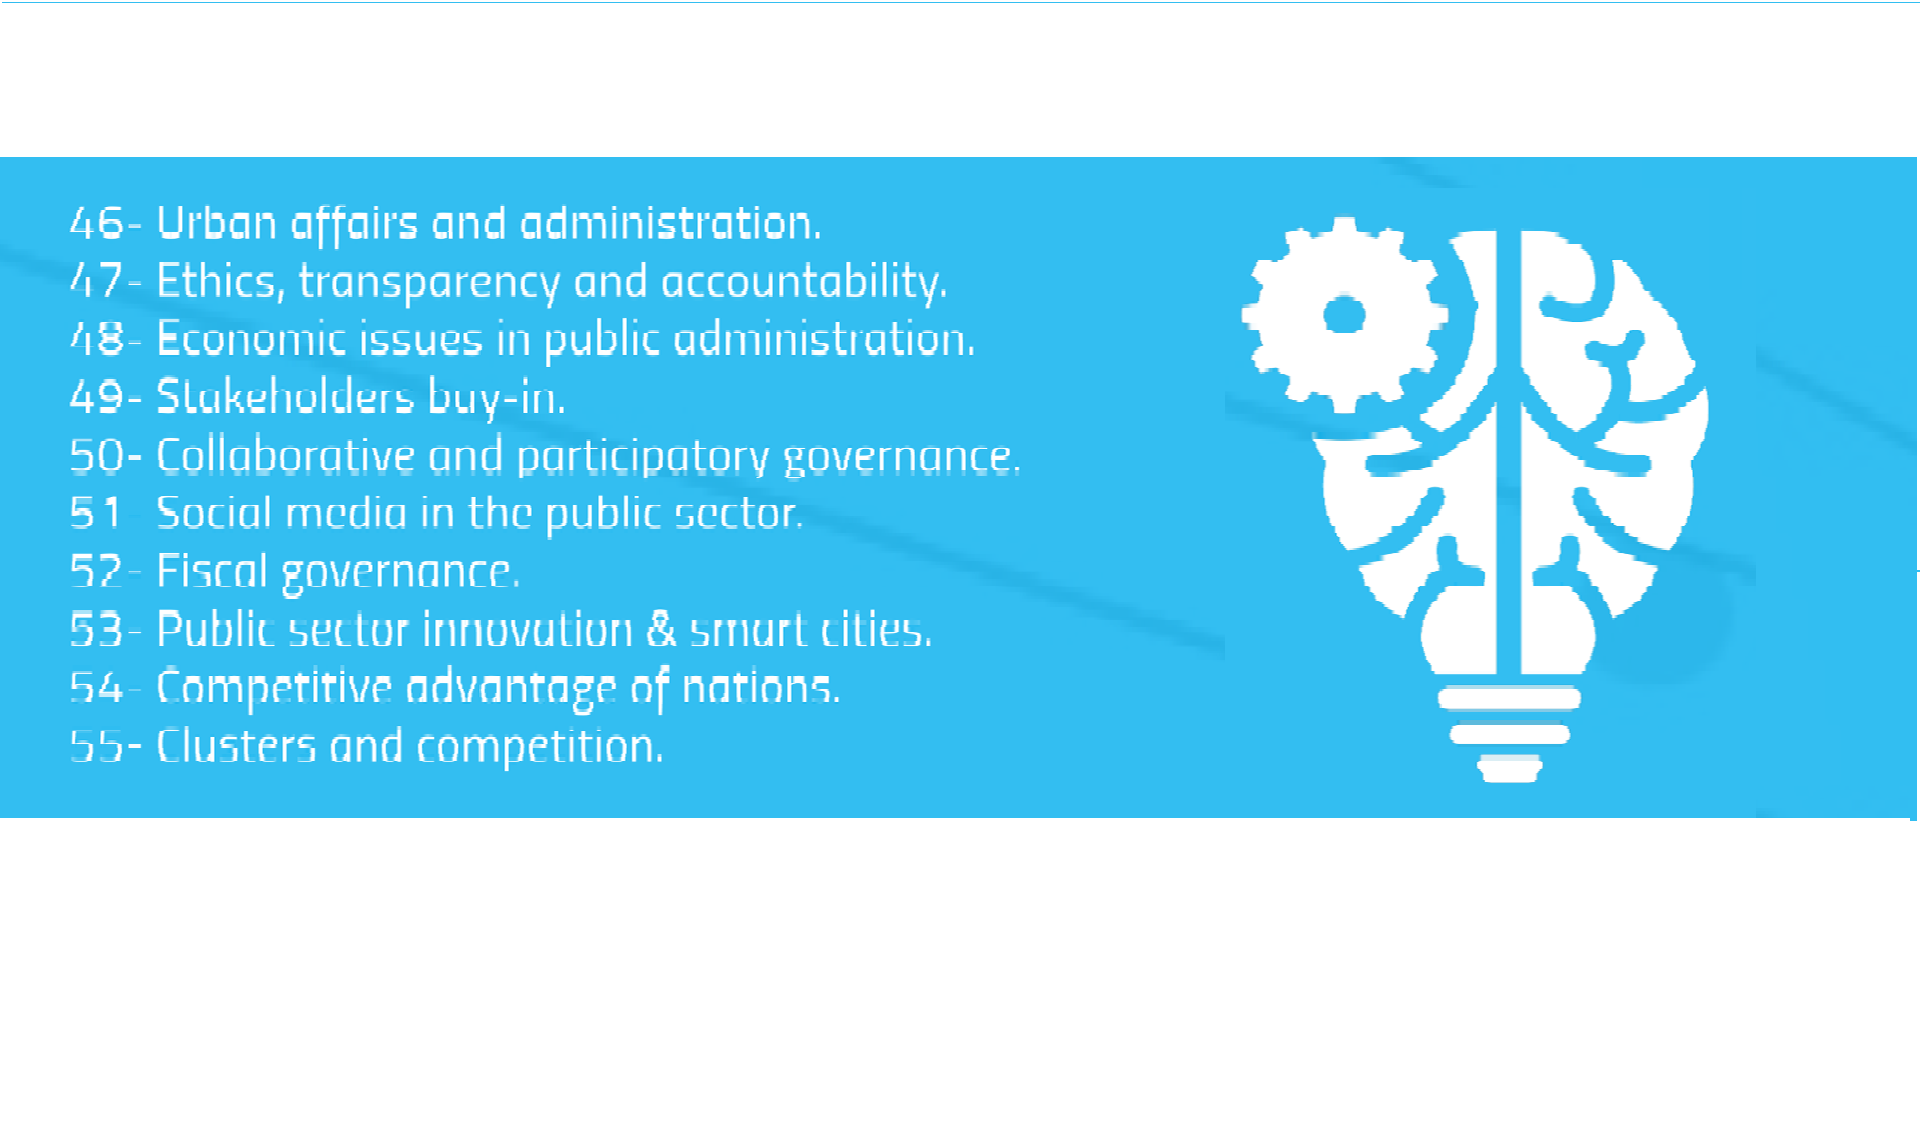 46- Urban affairs and administration.
47- Ethics, transparency and accountability.
48- Economic issues in public administration.
49- Stakeholders buy-in.
50- Collaborative and participatory governance.
51- Social media in the public sector.
52- Fiscal governance.
53- Public sector innovation & smart cities.
54- Competitive advantage of nations.
55- Clusters and competition.